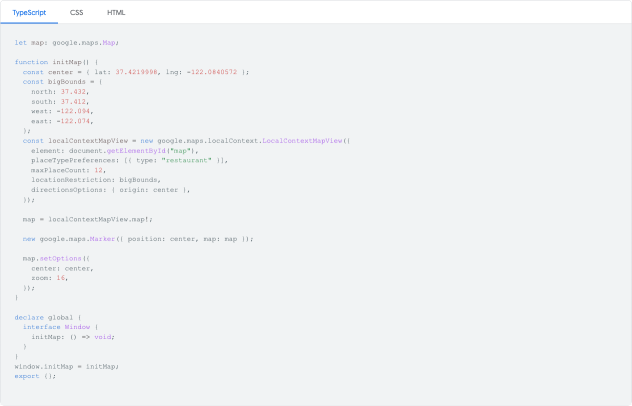 TypeScript
CSS
HTML
let map: google.maps.Map;
function initMap() {
const center = { lat: 37.4219998, lng: -122.0840572 };
const bigBounds = {
north: 37.432,
south: 37.412,
west: -122.094,
east: -122.074,
};
const localContextMapView = new google.maps.localContext.LocalContextMapView({
element: document.getElementById("map"),
placeTypePreferences: [{ type: "restaurant" }],
maxPlaceCount: 12,
locationRestriction: bigBounds,
directionsOptions: { origin: center },
});
map = localContextMapView.map!;
new google.maps.Marker({ position: center, map: map });
map.setOptions({
center: center,
zoom: 16,
});
}
declare global {
interface Window {
initMap: () => void;
}
}
window.initMap = initMap;
export {};